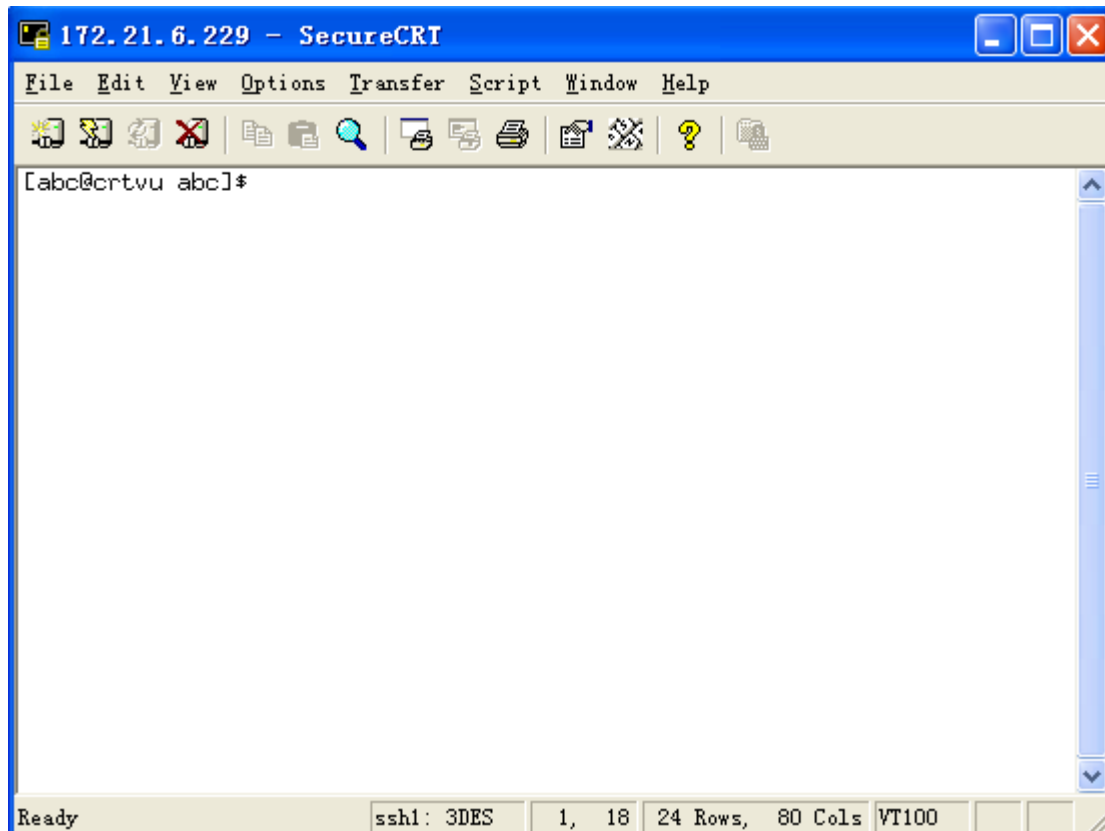 172.21.6.229 - SecureCRT
File Edit View Options Transfer Script Window Help
[abc@crtvu abc]$
Ready ssh1: 3DES 1, 18 24 Rows, 80 Cols VT100